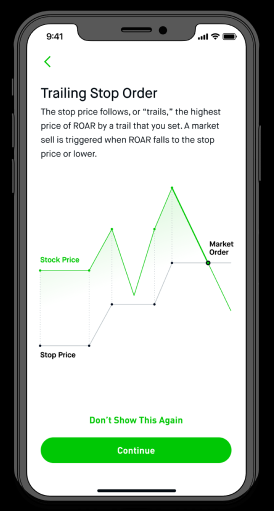 9:41
Trailing Stop Order
The stop price follows, or “trails,” the highest
price of ROAR by a trail that you set. A market
sell is triggered when ROAR falls to the stop
price or lower.
Market
Order
Stock Price
Stop Price
Don’t Show This Again
Continue